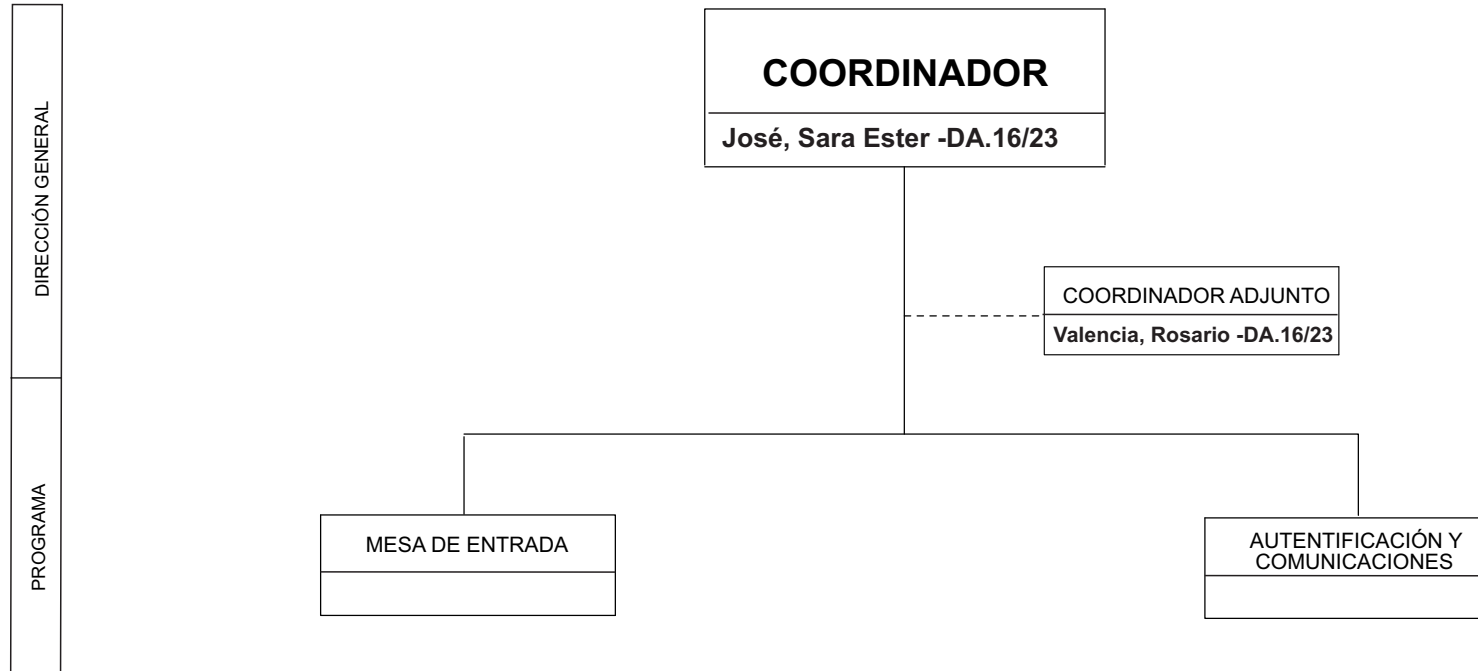 DIRECCIÓN GENERAL
COORDINADOR
José, Sara Ester -DA.16/23
COORDINADOR ADJUNTO
Valencia, Rosario -DA.16/23
PROGRAMA
MESA DE ENTRADA
AUTENTIFICACIÓN Y
COMUNICACIONES